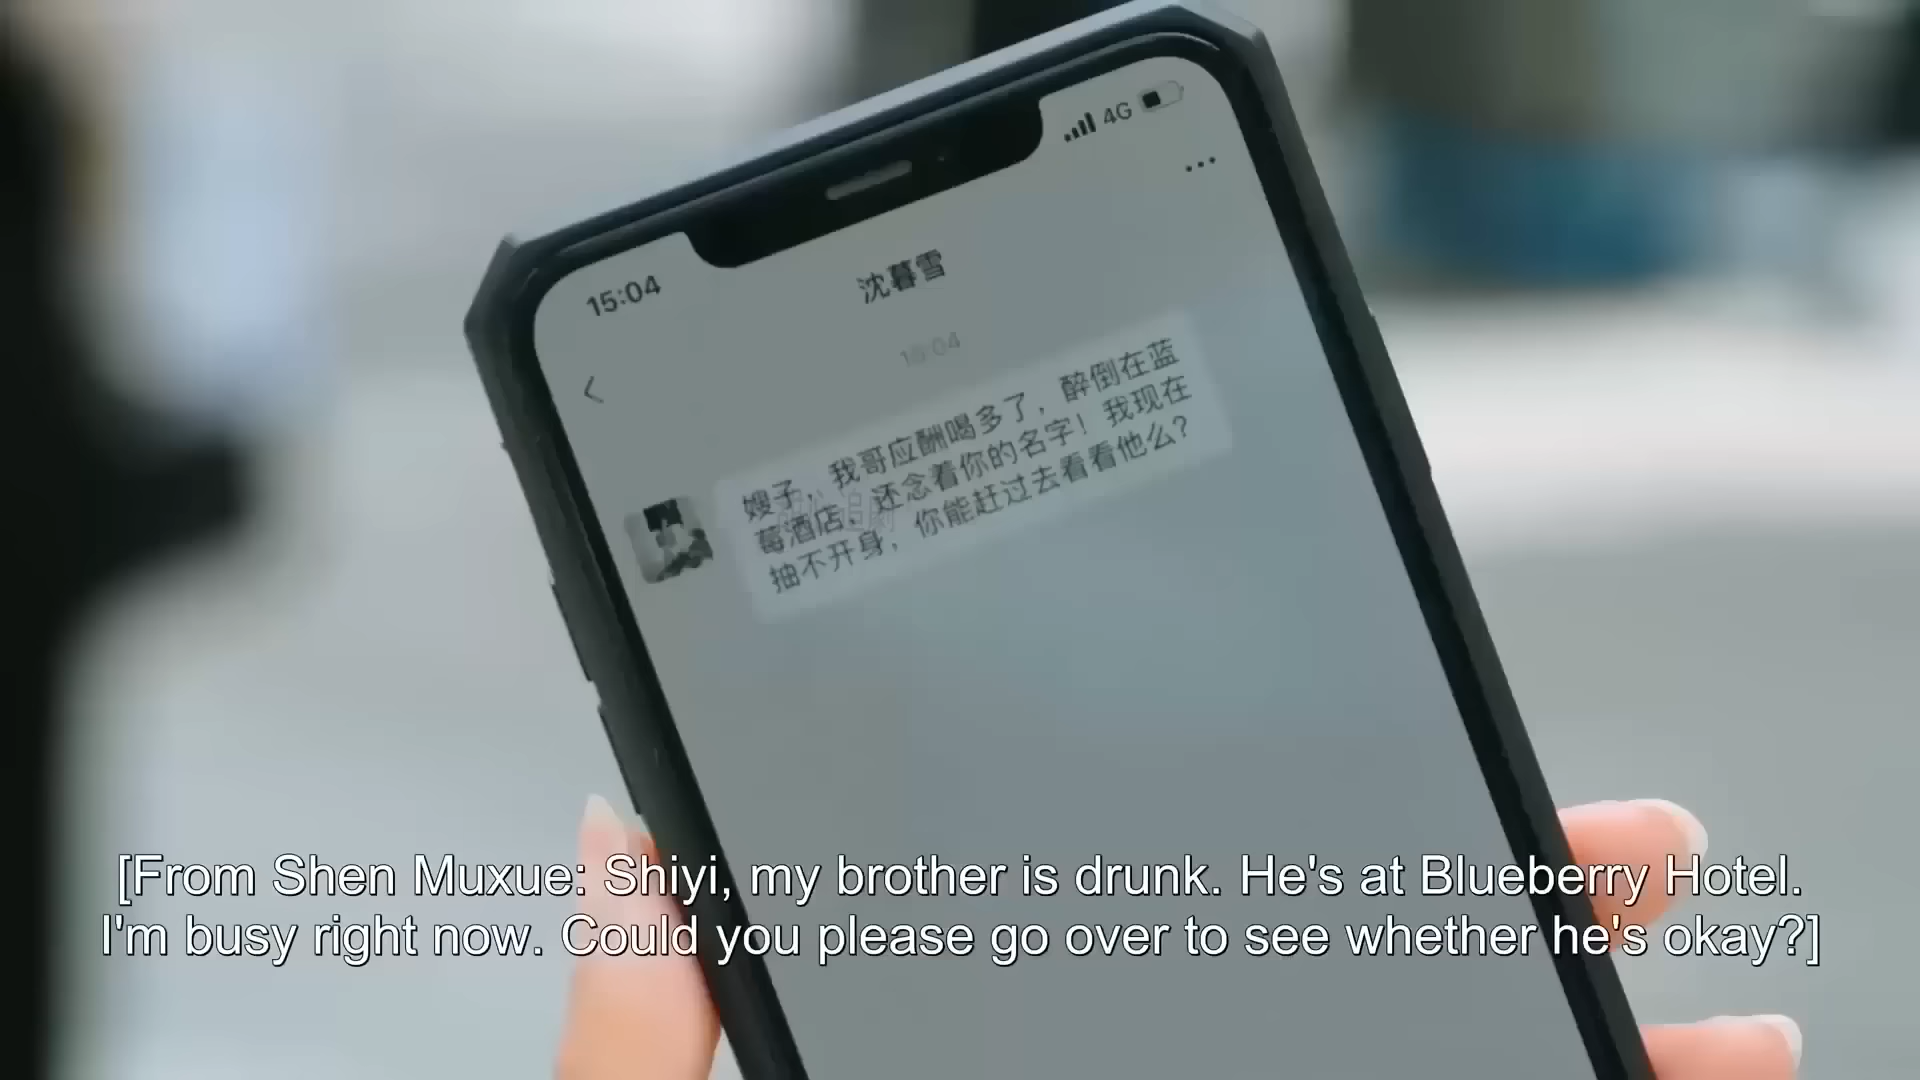 4G
15:04
沈暮雪
15:04
嫂子，我哥应酬喝多了，醉倒在蓝
莓酒店，还念着你的名字！我现在
抽不开身，你能赶过去看看他么？
[From Shen Muxue: Shiyi, my brother is drunk. He's at Blueberry Hotel.
I'm busy right now. Could you please go over to see whether he's okay?]